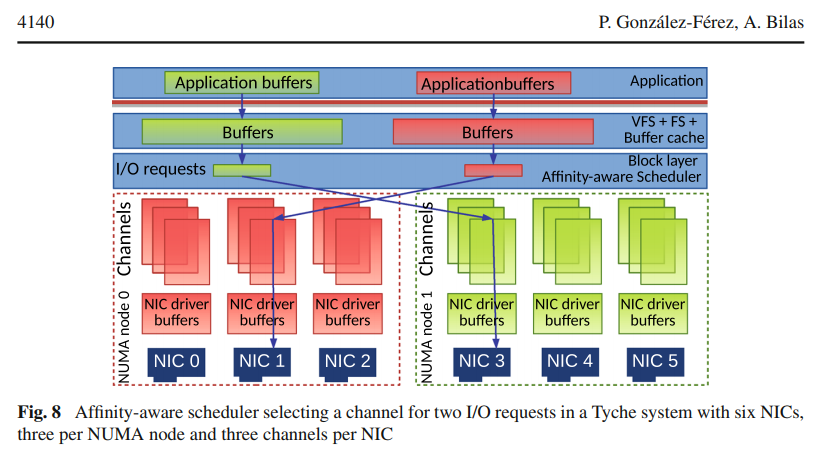 4140
P. González-Férez, A. Bilas
Application buffers
Applicationbuffers
Application
Buffers
Buffers
VFS + FS +
Buffer cache
I/O requests
Block layer
Affinity-aware Scheduler
Channels
NUMA node 0
NIC driver
buffers
NIC driver
buffers
NIC driver
buffers
NIC 0
NIC 1
NIC 2
Channels
NUMA node 1
NIC driver
buffers
NIC driver
buffers
NIC driver
buffers
NIC 3
NIC 4
NIC 5
Fig. 8 Affinity-aware scheduler selecting a channel for two I/O requests in a Tyche system with six NICs,
three per NUMA node and three channels per NIC